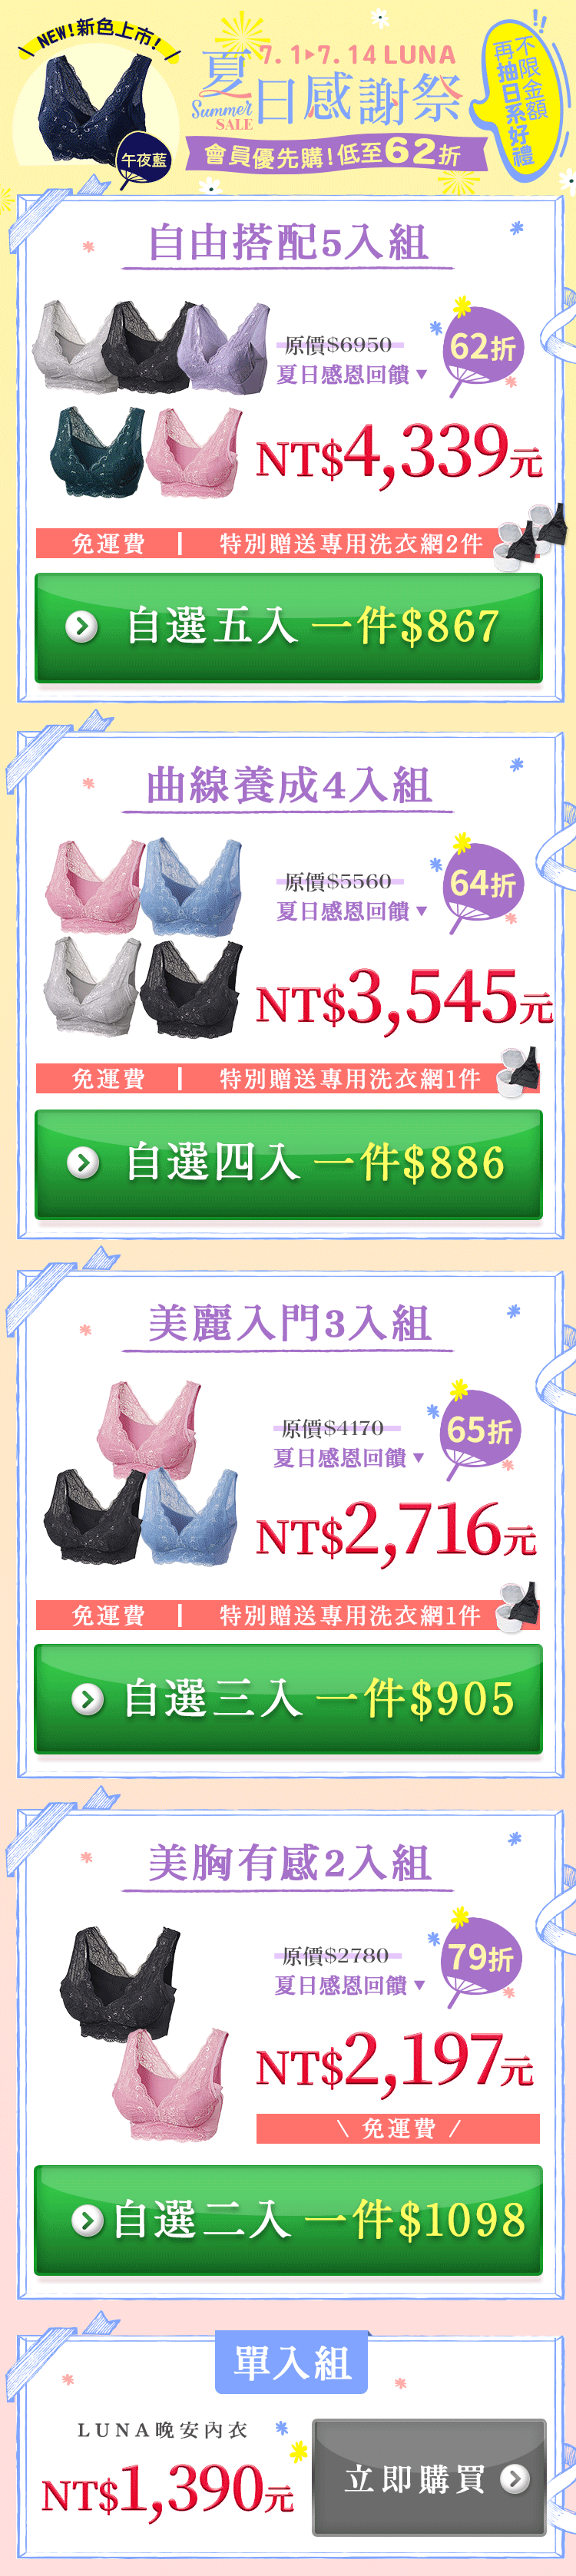 NEW!新色上市!
午夜藍
7.1▸7.14 LUNA
夏日感謝祭
Summer
SALE
會員優先購!低至62折
不限金額
再抽日系好禮
!!
自由搭配5入組
原價$6950
夏日感恩回饋▼
62折
NT$4,339元
免運費 | 特別贈送專用洗衣網2件
自選五入 一件$867
曲線養成4入組
原價$5560
夏日感恩回饋▼
64折
NT$3,545元
免運費 | 特別贈送專用洗衣網1件
自選四入 一件$886
美麗入門3入組
原價$4170
夏日感恩回饋▼
65折
NT$2,716元
免運費 | 特別贈送專用洗衣網1件
自選三入 一件$905
美胸有感2入組
原價$2780
夏日感恩回饋▼
79折
NT$2,197元
\ 免運費 /
自選二入 一件$1098
單入組
LUNA晚安內衣
NT$1,390元
立即購買